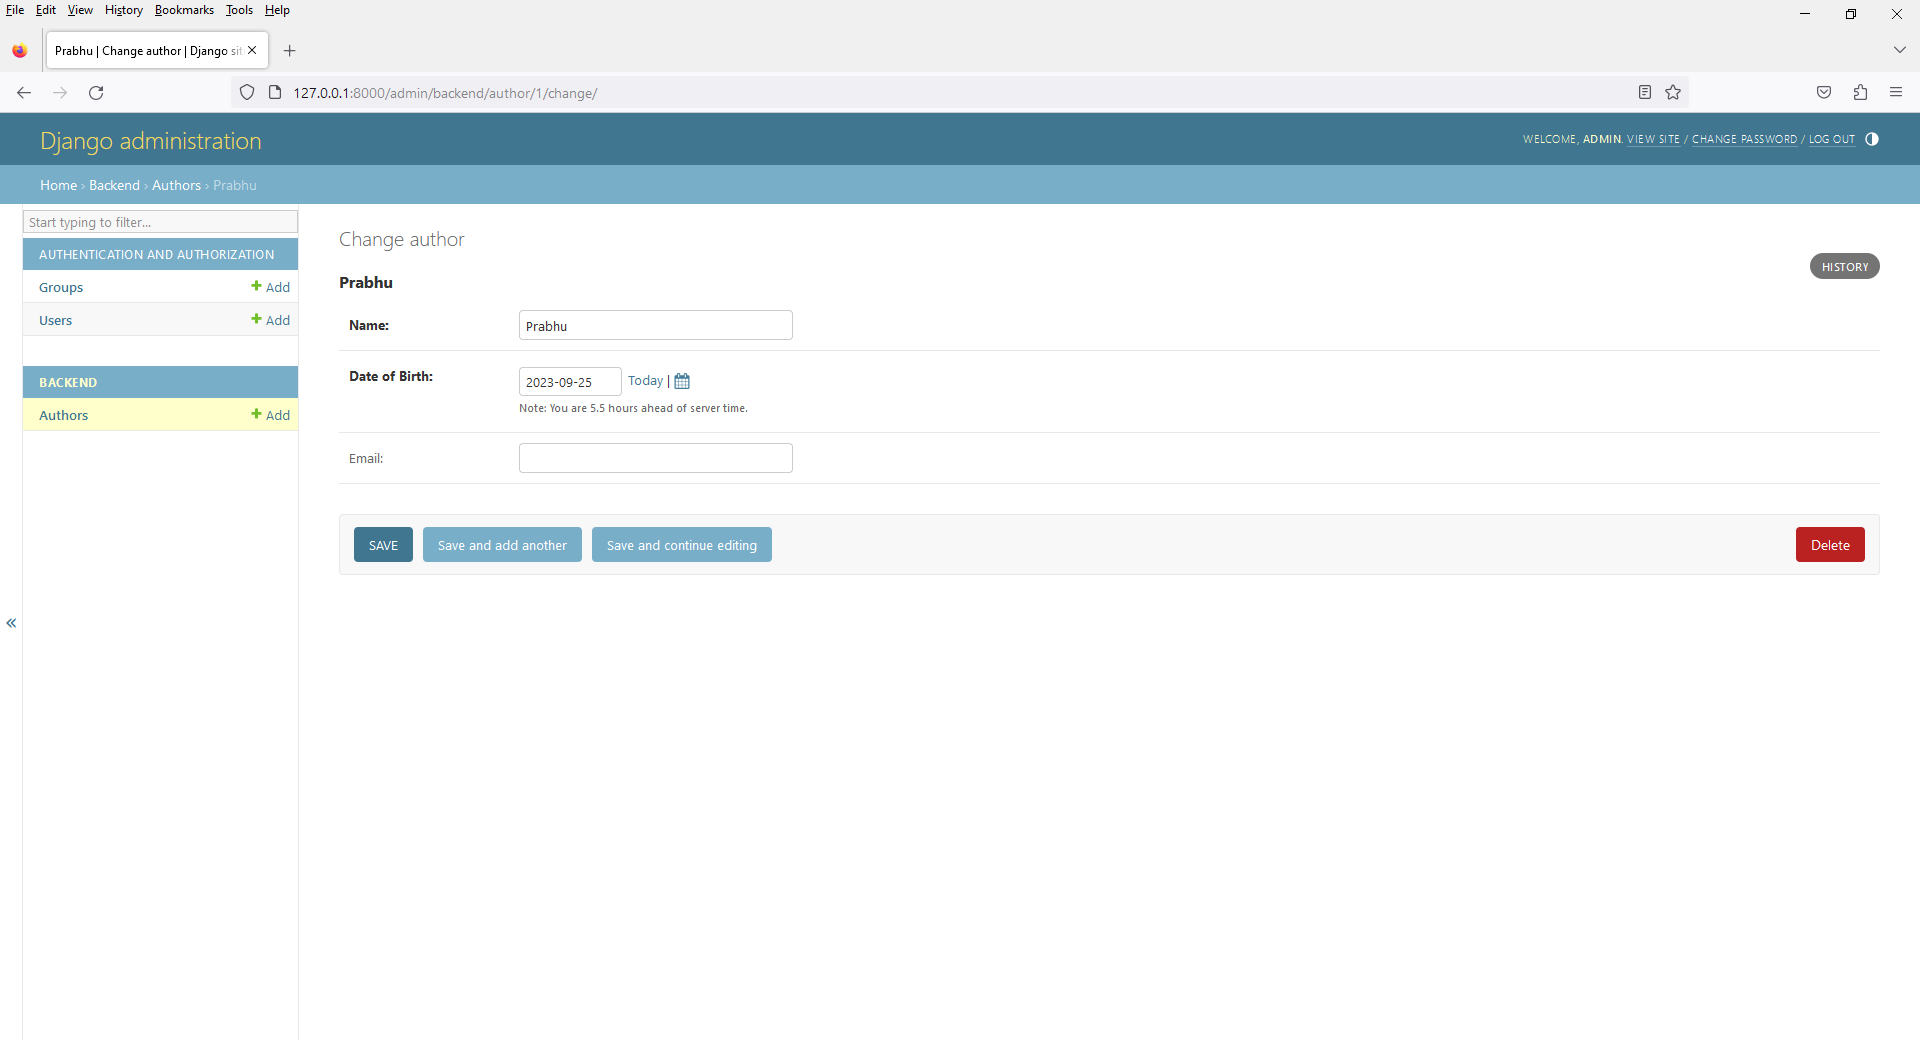 File Edit View History Bookmarks Tools Help
Prabhu | Change author | Django sit
127.0.0.1:8000/admin/backend/author/1/change/
Django administration
WELCOME, ADMIN. VIEW SITE / CHANGE PASSWORD / LOG OUT
Home › Backend › Authors › Prabhu
Start typing to filter...
AUTHENTICATION AND AUTHORIZATION
Groups + Add
Users + Add
BACKEND
Authors + Add
Change author
HISTORY
Prabhu
Name: Prabhu
Date of Birth: 2023-09-25 Today |
Note: You are 5.5 hours ahead of server time.
Email:
SAVE Save and add another Save and continue editing Delete
«